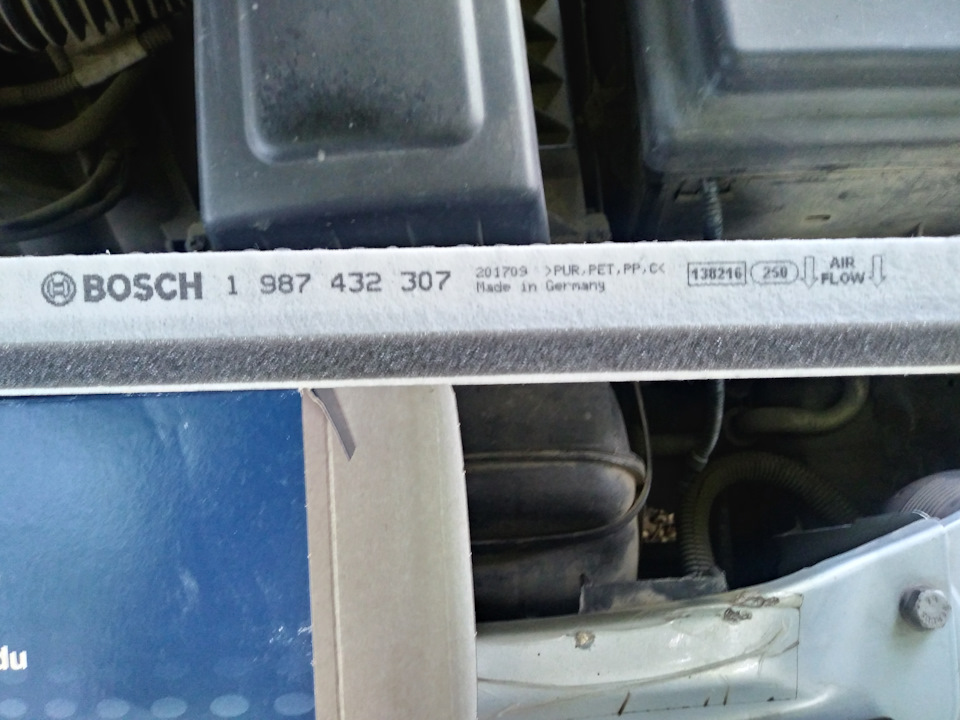 BOSCH 1 987 432 307
201709 >PUR,PET,PP,C<
Made in Germany
138216 250 AIR FLOW
du